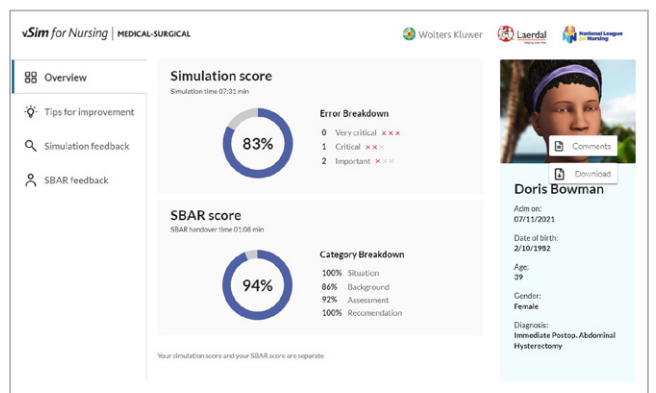 vSim for Nursing | MEDICAL-SURGICAL
Wolters Kluwer
Laerdal
helping save lives
National League
for Nursing
Overview
Tips for improvement
Simulation feedback
SBAR feedback
Simulation score
Simulation time 07:31 min
83%
Error Breakdown
0 Very critical ×××
1 Critical ×××
2 Important ×××
SBAR score
SBAR handover time 01:08 min
94%
Category Breakdown
100% Situation
86% Background
92% Assessment
100% Recomendation
Your simulation score and your SBAR score are separate
Comments
Download
Doris Bowman
Adm on:
07/11/2021
Date of birth:
2/10/1982
Age:
39
Gender:
Female
Diagnosis:
Immediate Postop. Abdominal
Hysterectomy